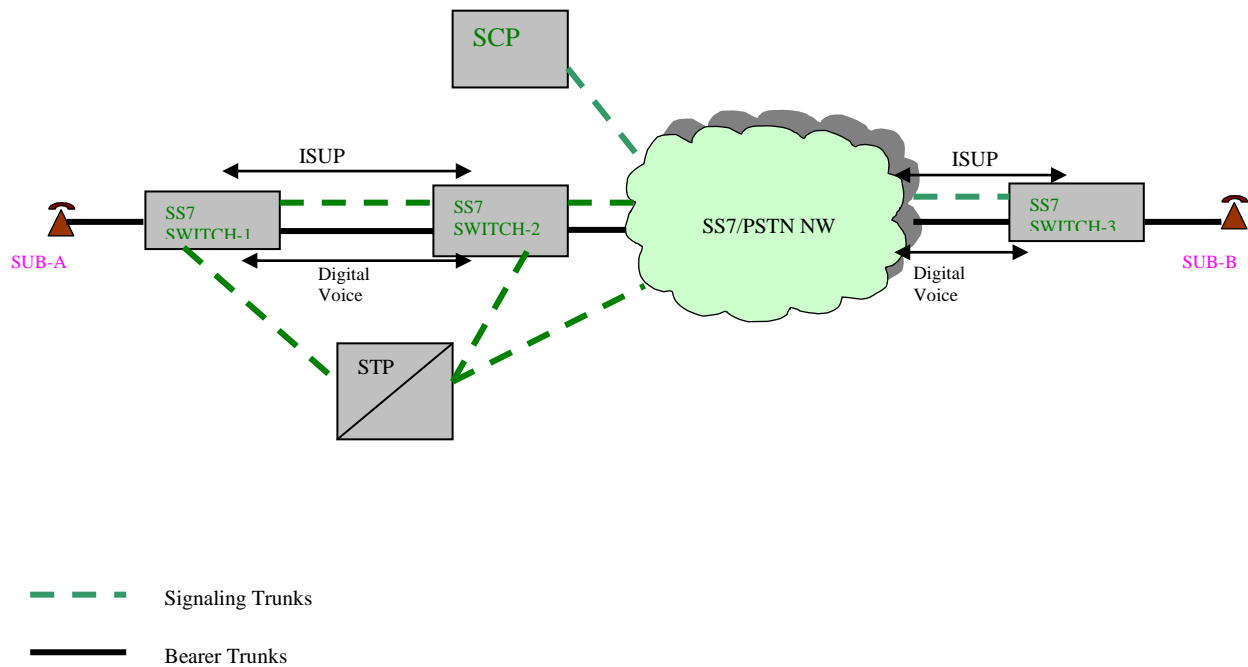 SCP
ISUP
ISUP
SS7
SWITCH-1
SS7
SWITCH-2
SS7/PSTN NW
SS7
SWITCH-3
SUB-A
SUB-B
Digital
Voice
Digital
Voice
STP
Signaling Trunks
Bearer Trunks